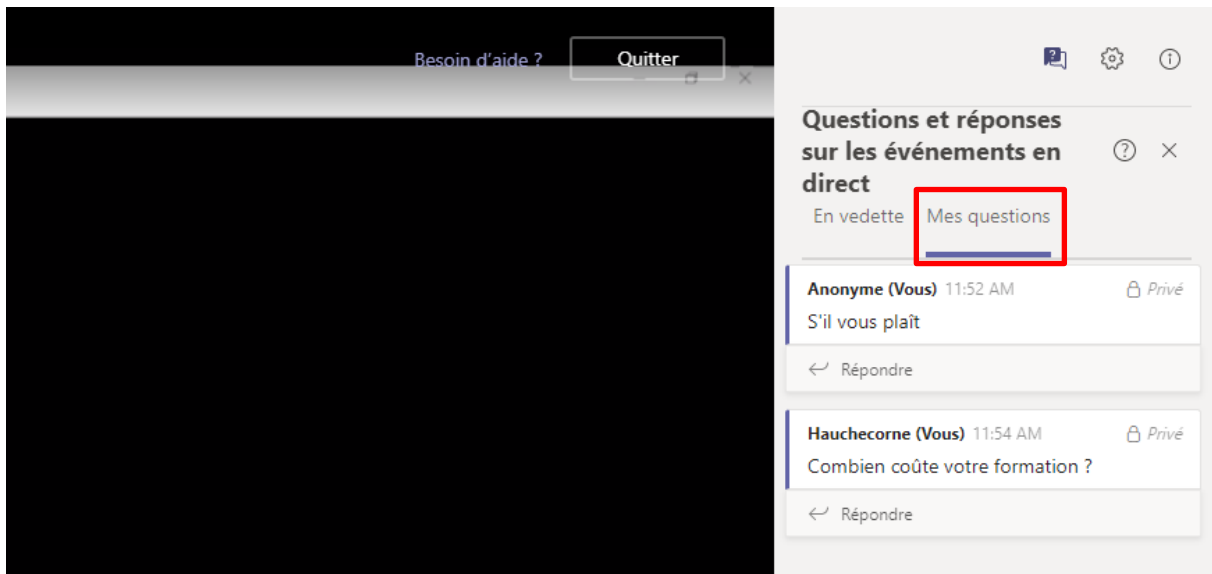 Besoin d'aide ?
Quitter
Questions et réponses
sur les événements en
direct
En vedette Mes questions
Anonyme (Vous) 11:52 AM Privé
S'il vous plaît
Répondre
Hauchecorne (Vous) 11:54 AM Privé
Combien coûte votre formation ?
Répondre